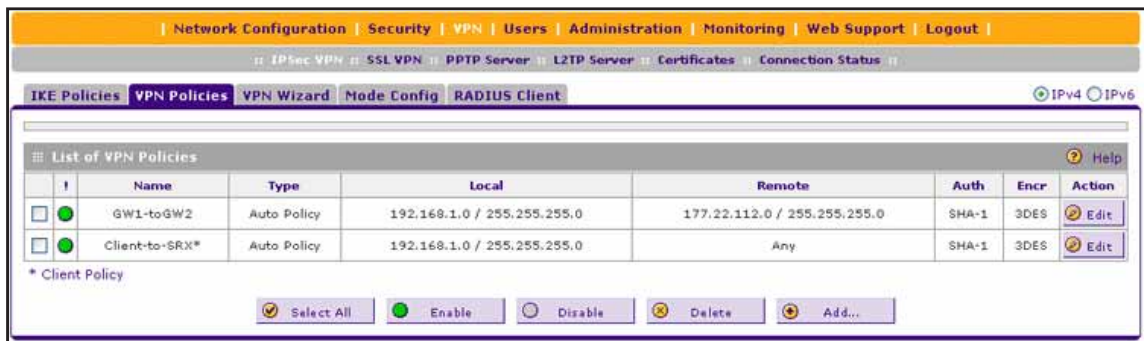 | Network Configuration | Security | VPN | Users | Administration | Monitoring | Web Support | Logout |
:: IPSec VPN :: SSL VPN :: PPTP Server :: L2TP Server :: Certificates :: Connection Status ::
IKE Policies VPN Policies VPN Wizard Mode Config RADIUS Client IPv4 IPv6
List of VPN Policies ? Help
! Name Type Local Remote Auth Encr Action
GW1-toGW2 Auto Policy 192.168.1.0 / 255.255.255.0 177.22.112.0 / 255.255.255.0 SHA-1 3DES Edit
Client-to-SRX* Auto Policy 192.168.1.0 / 255.255.255.0 Any SHA-1 3DES Edit
* Client Policy
Select All Enable Disable Delete Add...